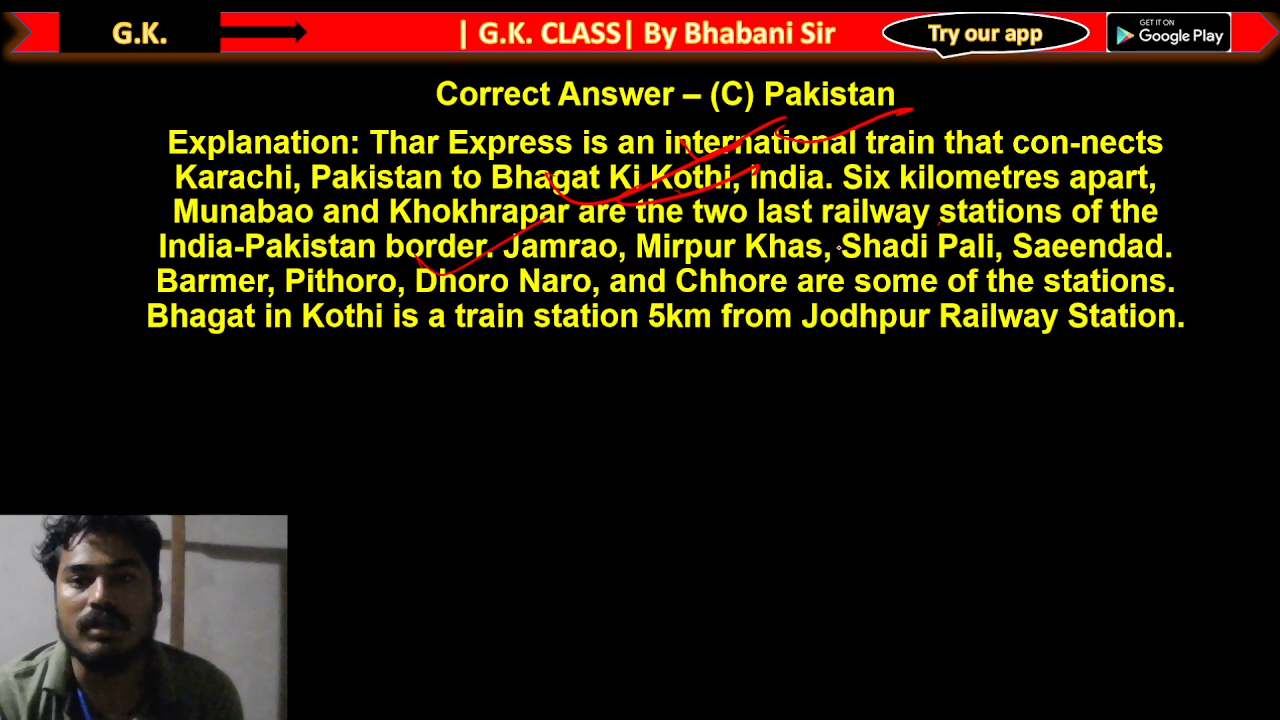 G.K.
| G.K. CLASS| By Bhabani Sir
Try our app
GET IT ON
Google Play
Correct Answer – (C) Pakistan
Explanation: Thar Express is an international train that con-nects
Karachi, Pakistan to Bhagat Ki Kothi, India. Six kilometres apart,
Munabao and Khokhrapar are the two last railway stations of the
India-Pakistan border. Jamrao, Mirpur Khas, Shadi Pali, Saeendad.
Barmer, Pithoro, Dhoro Naro, and Chhore are some of the stations.
Bhagat in Kothi is a train station 5km from Jodhpur Railway Station.